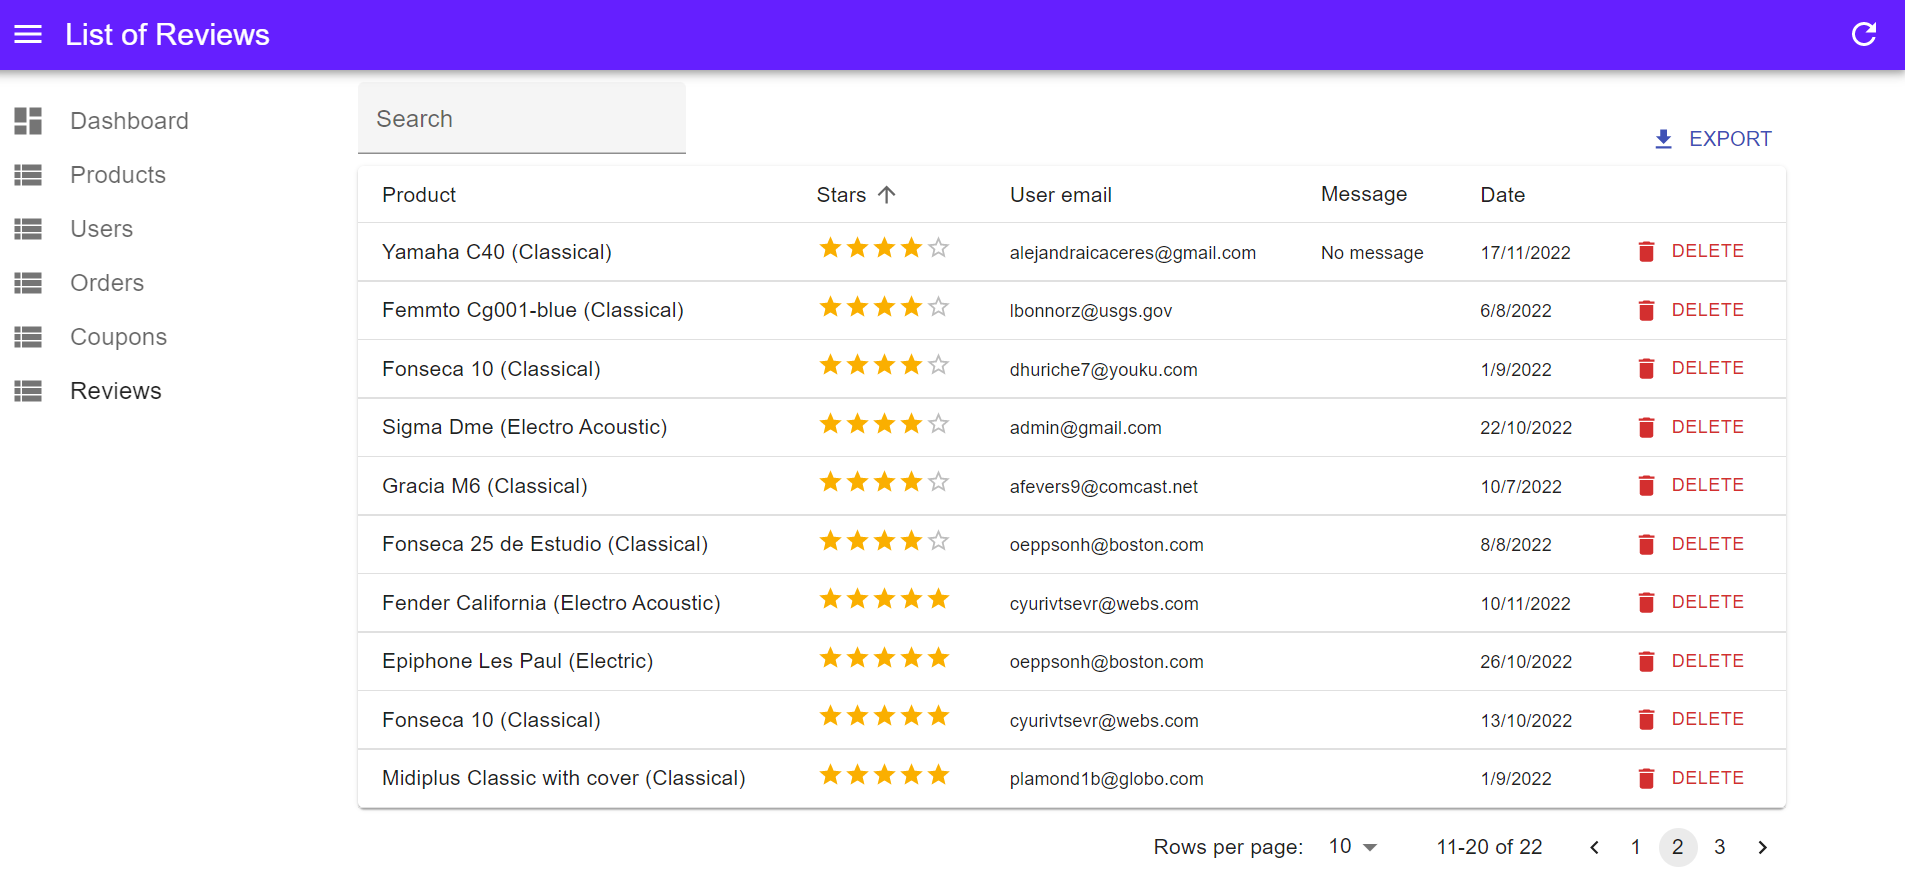 List of Reviews
Dashboard
Products
Users
Orders
Coupons
Reviews
Search
EXPORT
Product Stars User email Message Date
Yamaha C40 (Classical) alejandraicaceres@gmail.com No message 17/11/2022 DELETE
Femmto Cg001-blue (Classical) lbonnorz@usgs.gov 6/8/2022 DELETE
Fonseca 10 (Classical) dhuriche7@youku.com 1/9/2022 DELETE
Sigma Dme (Electro Acoustic) admin@gmail.com 22/10/2022 DELETE
Gracia M6 (Classical) afevers9@comcast.net 10/7/2022 DELETE
Fonseca 25 de Estudio (Classical) oeppsonh@boston.com 8/8/2022 DELETE
Fender California (Electro Acoustic) cyurivtsevr@webs.com 10/11/2022 DELETE
Epiphone Les Paul (Electric) oeppsonh@boston.com 26/10/2022 DELETE
Fonseca 10 (Classical) cyurivtsevr@webs.com 13/10/2022 DELETE
Midiplus Classic with cover (Classical) plamond1b@globo.com 1/9/2022 DELETE
Rows per page: 10 11-20 of 22 1 2 3